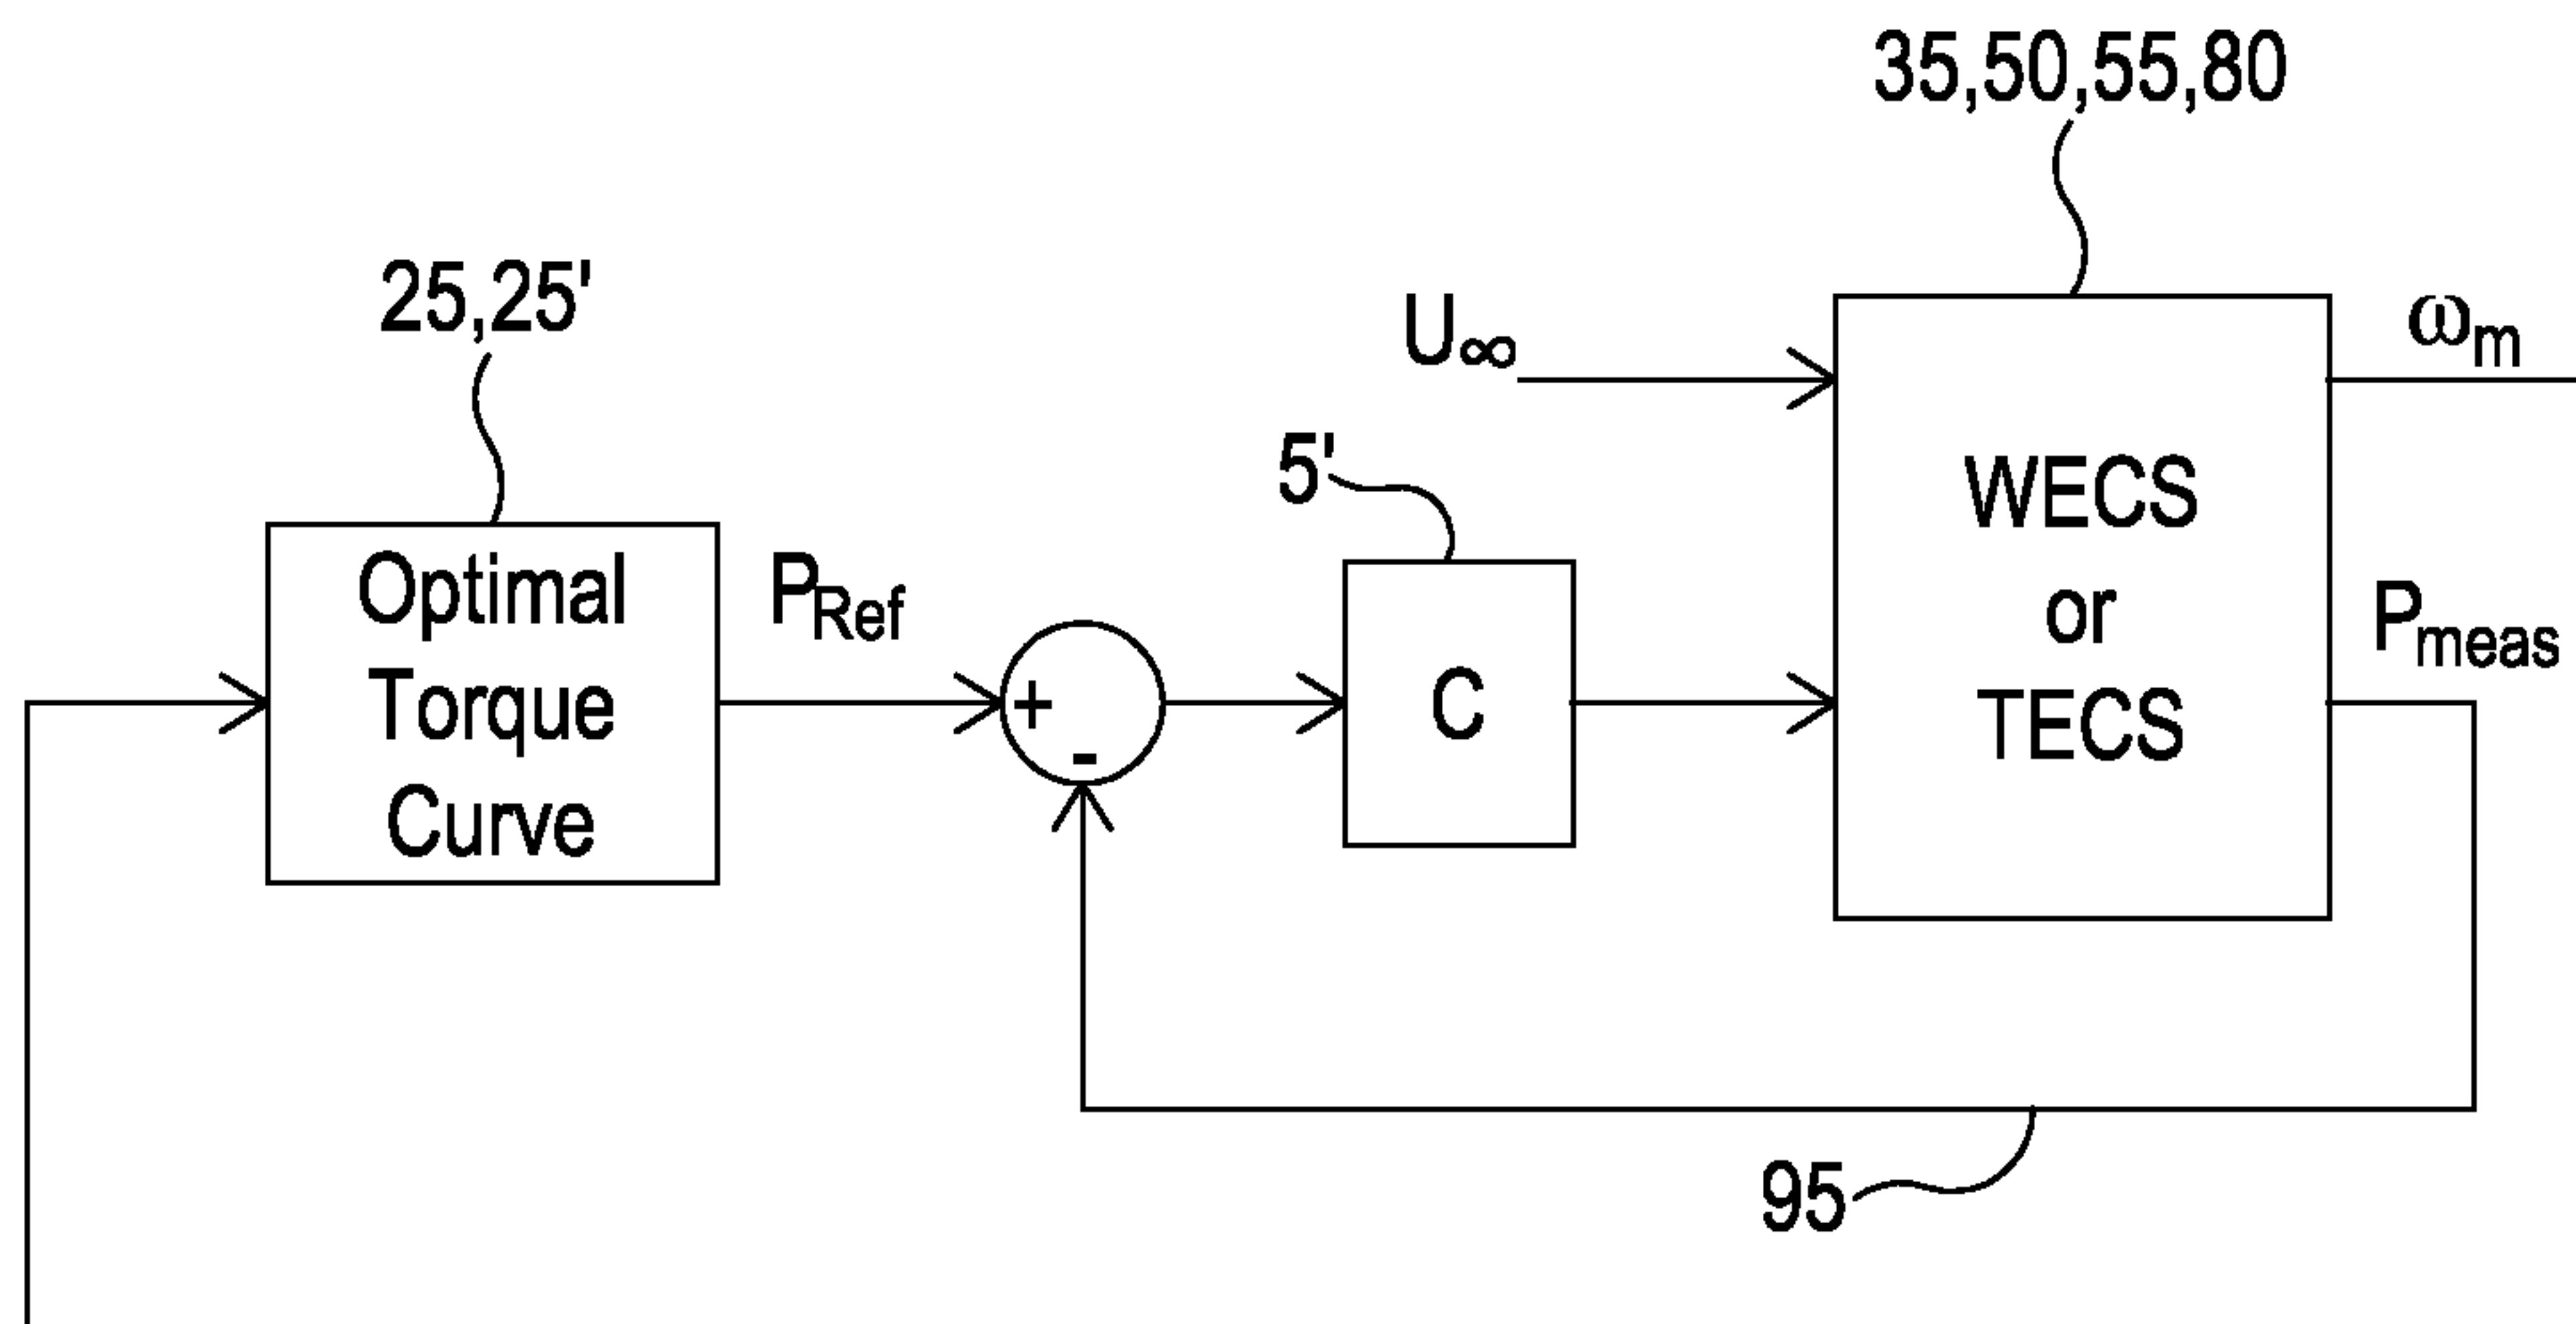 35,50,55,80
25,25'
U∞
ωm
5'
WECS
or
TECS
Optimal
Torque
Curve
PRef
+
-
C
Pmeas
95